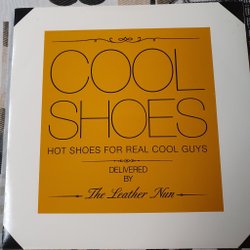 COOL
SHOES
HOT SHOES FOR REAL COOL GUYS
DELIVERED
BY
The Leather Nun